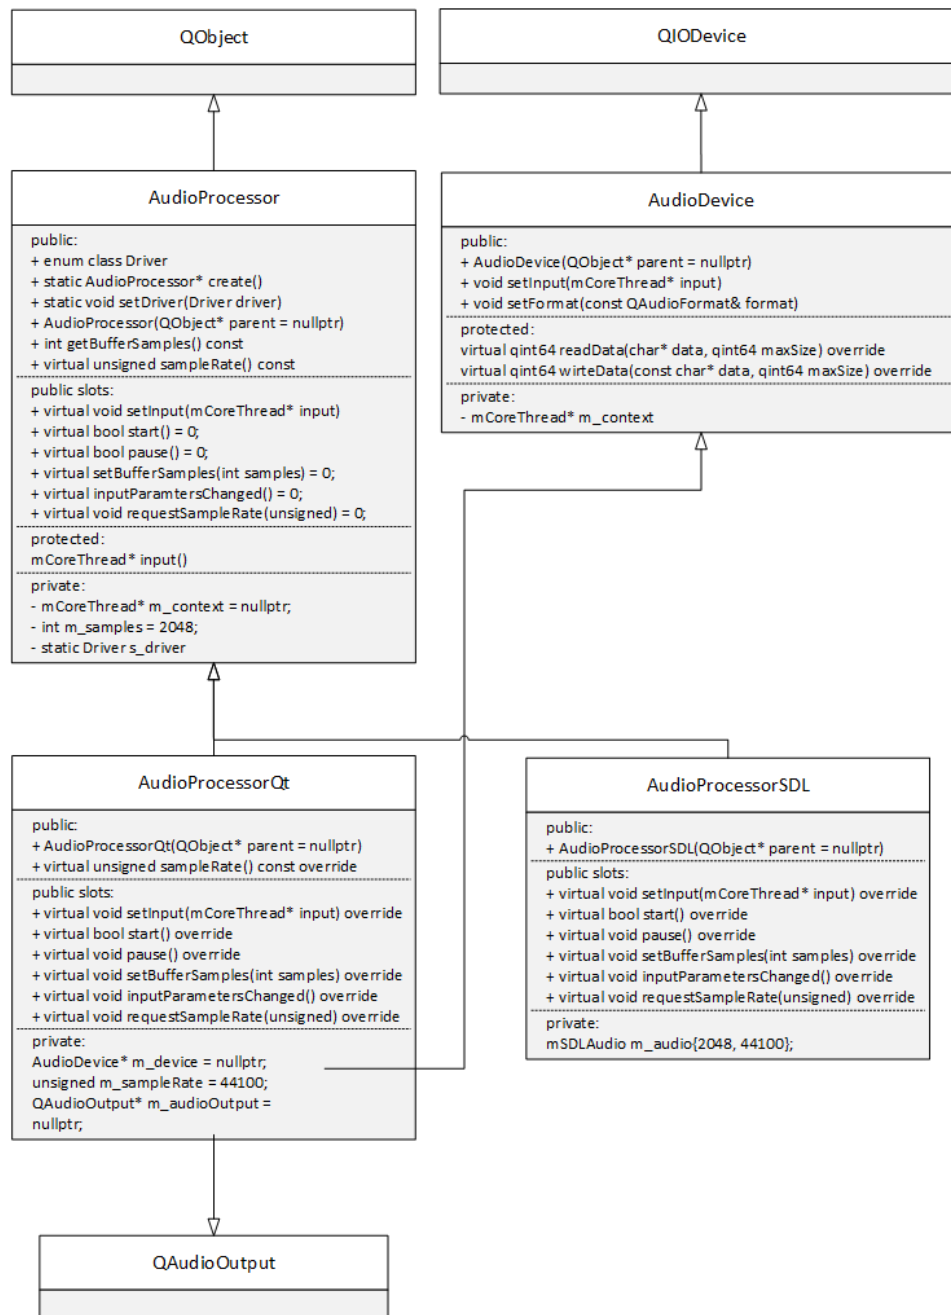 QObject
QIODevice
AudioProcessor
public:
+ enum class Driver
+ static AudioProcessor* create()
+ static void setDriver(Driver driver)
+ AudioProcessor(QObject* parent = nullptr)
+ int getBufferSamples() const
+ virtual unsigned sampleRate() const
public slots:
+ virtual void setInput(mCoreThread* input)
+ virtual bool start() = 0;
+ virtual bool pause() = 0;
+ virtual setBufferSamples(int samples) = 0;
+ virtual inputParamtersChanged() = 0;
+ virtual void requestSampleRate(unsigned) = 0;
protected:
mCoreThread* input()
private:
- mCoreThread* m_context = nullptr;
- int m_samples = 2048;
- static Driver s_driver
AudioDevice
public:
+ AudioDevice(QObject* parent = nullptr)
+ void setInput(mCoreThread* input)
+ void setFormat(const QAudioFormat& format)
protected:
virtual qint64 readData(char* data, qint64 maxSize) override
virtual qint64 wirteData(const char* data, qint64 maxSize) override
private:
- mCoreThread* m_context
AudioProcessorQt
public:
+ AudioProcessorQt(QObject* parent = nullptr)
+ virtual unsigned sampleRate() const override
public slots:
+ virtual void setInput(mCoreThread* input) override
+ virtual bool start() override
+ virtual void pause() override
+ virtual void setBufferSamples(int samples) override
+ virtual void inputParametersChanged() override
+ virtual void requestSampleRate(unsigned) override
private:
AudioDevice* m_device = nullptr;
unsigned m_sampleRate = 44100;
QAudioOutput* m_audioOutput =
nullptr;
AudioProcessorSDL
public:
+ AudioProcessorSDL(QObject* parent = nullptr)
public slots:
+ virtual void setInput(mCoreThread* input) override
+ virtual bool start() override
+ virtual void pause() override
+ virtual void setBufferSamples(int samples) override
+ virtual void inputParametersChanged() override
+ virtual void requestSampleRate(unsigned) override
private:
mSDLAudio m_audio{2048, 44100};
QAudioOutput